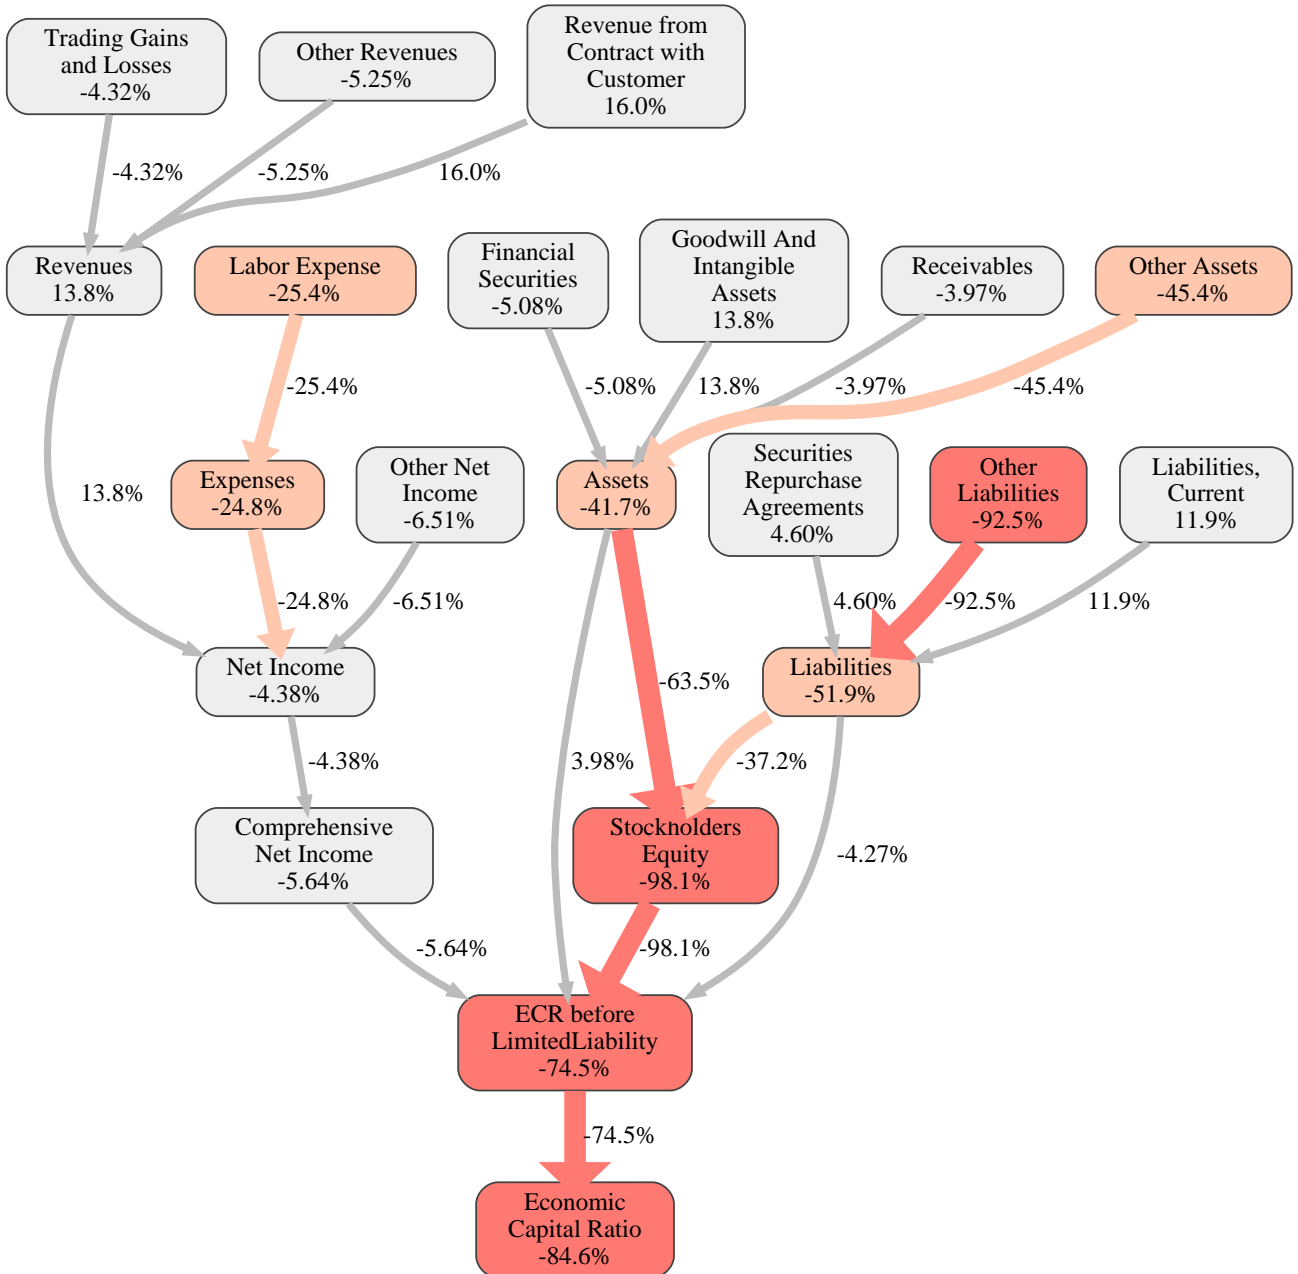 Trading Gains
and Losses
-4.32%
Other Revenues
-5.25%
Revenue from
Contract with
Customer
16.0%
-4.32%
-5.25%
16.0%
Revenues
13.8%
Labor Expense
-25.4%
Financial
Securities
-5.08%
Goodwill And
Intangible
Assets
13.8%
Receivables
-3.97%
Other Assets
-45.4%
-25.4%
-5.08%
13.8%
-3.97%
-45.4%
Expenses
-24.8%
Other Net
Income
-6.51%
Assets
-41.7%
Securities
Repurchase
Agreements
4.60%
Other
Liabilities
-92.5%
Liabilities,
Current
11.9%
13.8%
-24.8%
-6.51%
4.60%
-92.5%
11.9%
Net Income
-4.38%
-63.5%
Liabilities
-51.9%
-4.38%
3.98%
-37.2%
Comprehensive
Net Income
-5.64%
Stockholders
Equity
-98.1%
-4.27%
-5.64%
-98.1%
ECR before
LimitedLiability
-74.5%
-74.5%
Economic
Capital Ratio
-84.6%